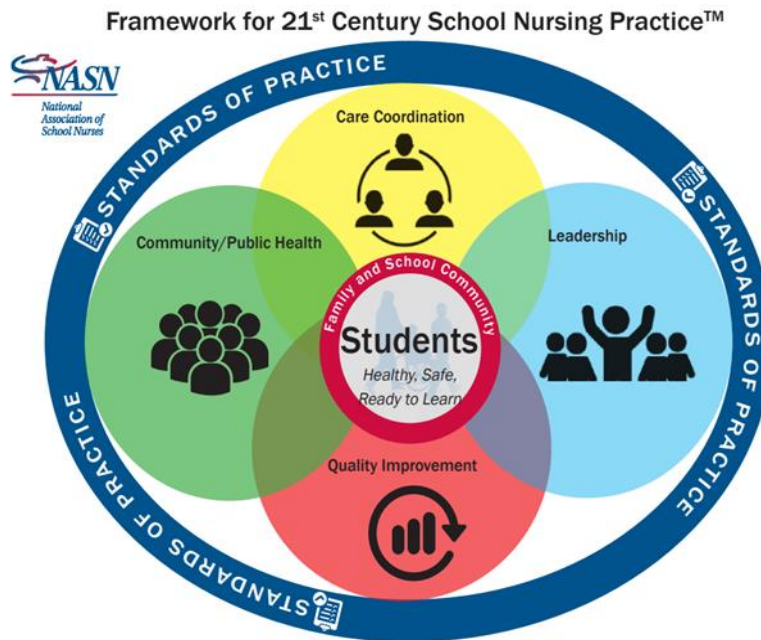 Framework for 21st Century School Nursing Practice™
NASN
National
Association of
School Nurses
STANDARDS OF PRACTICE
STANDARDS OF PRACTICE
STANDARDS OF PRACTICE
STANDARDS OF PRACTICE
Care Coordination
Community/Public Health
Leadership
Family and School Community
Students
Healthy, Safe,
Ready to Learn
Quality Improvement